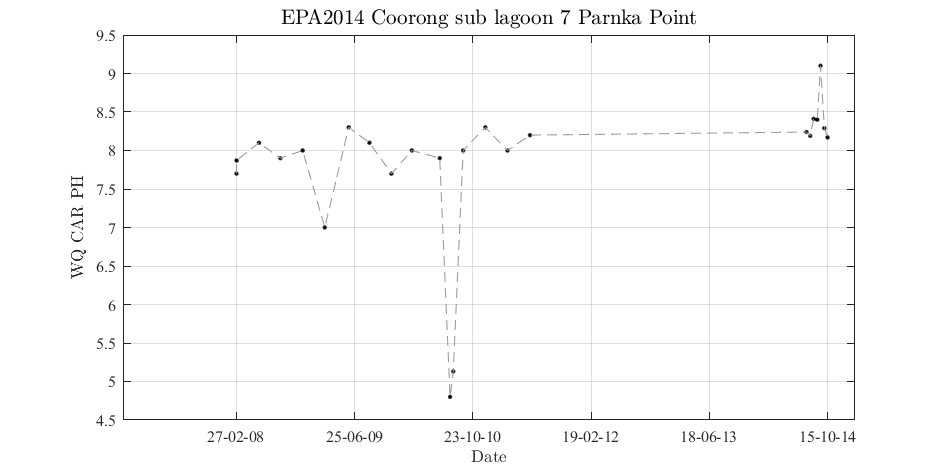 EPA2014 Coorong sub lagoon 7 Parnka Point
9.5
9
8.5
8
7.5
7
6.5
6
5.5
5
4.5
WQ CAR PH
27-02-08 25-06-09 23-10-10 19-02-12 18-06-13 15-10-14
Date